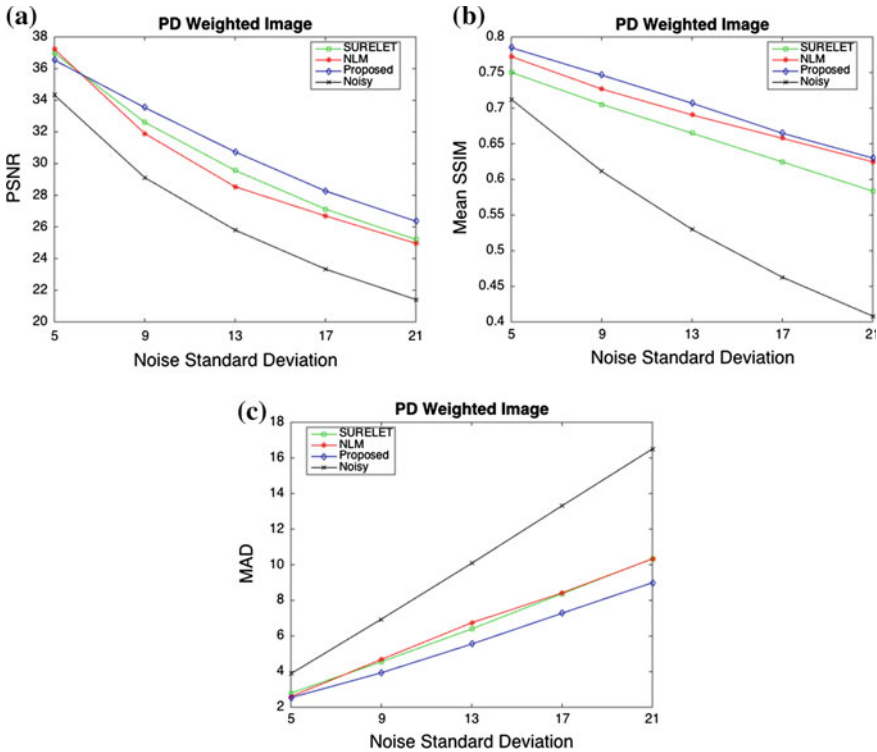 (a)
PD Weighted Image
38
36
34
32
30
28
26
24
22
20
PSNR
SURELET
NLM
Proposed
Noisy
5 9 13 17 21
Noise Standard Deviation
(b)
PD Weighted Image
0.8
0.75
0.7
0.65
0.6
0.55
0.5
0.45
0.4
Mean SSIM
SURELET
NLM
Proposed
Noisy
5 9 13 17 21
Noise Standard Deviation
(c)
PD Weighted Image
18
16
14
12
10
8
6
4
2
MAD
SURELET
NLM
Proposed
Noisy
5 9 13 17 21
Noise Standard Deviation